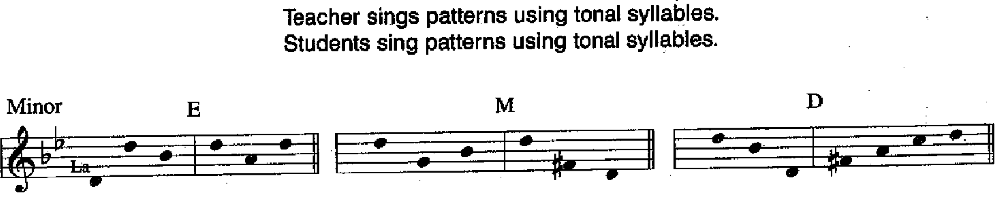 Teacher sings patterns using tonal syllables.
Students sing patterns using tonal syllables.
Minor E M D
La